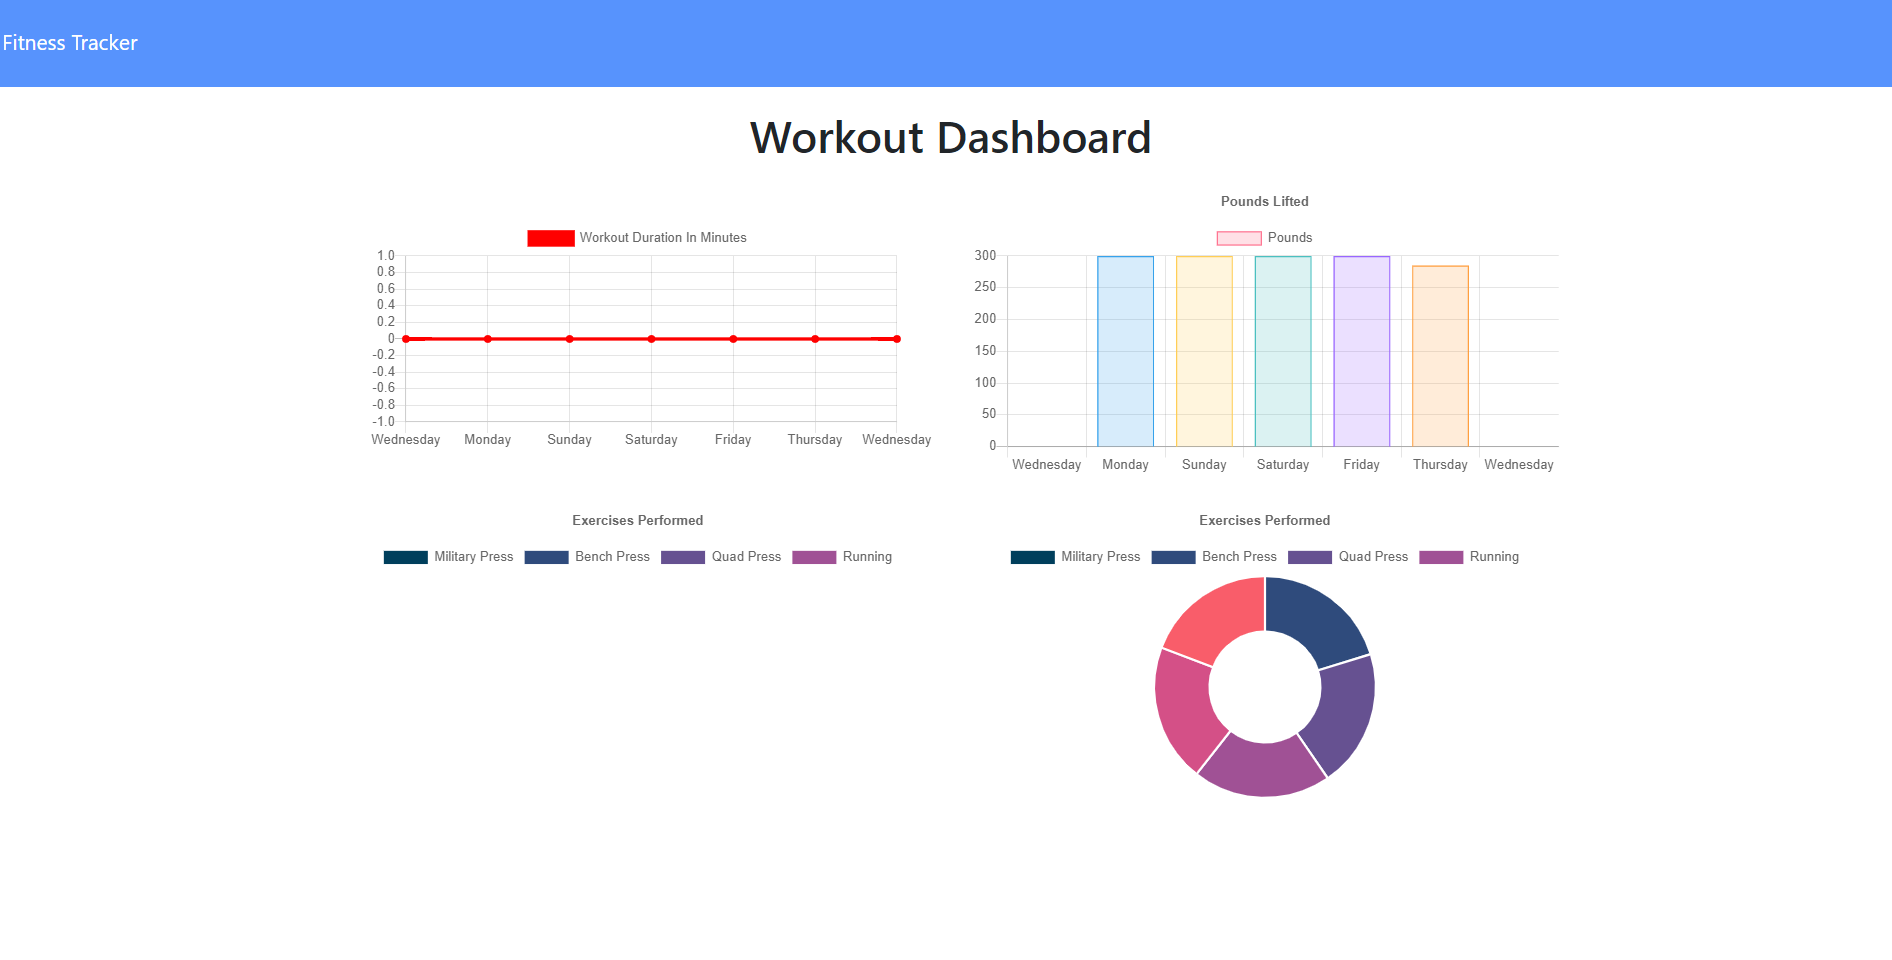 Fitness Tracker
Workout Dashboard
Workout Duration In Minutes
1.0
0.8
0.6
0.4
0.2
0
-0.2
-0.4
-0.6
-0.8
-1.0
Wednesday Monday Sunday Saturday Friday Thursday Wednesday
Pounds Lifted
Pounds
300
250
200
150
100
50
0
Wednesday Monday Sunday Saturday Friday Thursday Wednesday
Exercises Performed
Military Press Bench Press Quad Press Running
Exercises Performed
Military Press Bench Press Quad Press Running